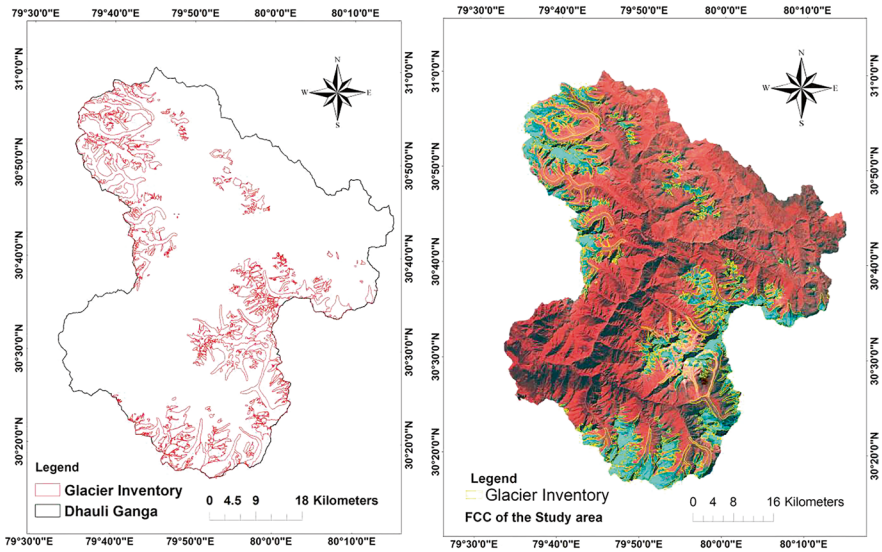 79°30'0"E 79°40'0"E 79°50'0"E 80°0'0"E 80°10'0"E
31°0'0"N
30°50'0"N
30°40'0"N
30°30'0"N
30°20'0"N
N
W E
S
31°0'0"N
30°50'0"N
30°40'0"N
30°30'0"N
30°20'0"N
Legend
Glacier Inventory
Dhauli Ganga
0 4.5 9 18 Kilometers
79°30'0"E 79°40'0"E 79°50'0"E 80°0'0"E 80°10'0"E
79°30'0"E 79°40'0"E 79°50'0"E 80°0'0"E 80°10'0"E
31°0'0"N
30°50'0"N
30°40'0"N
30°30'0"N
30°20'0"N
N
W E
S
31°0'0"N
30°50'0"N
30°40'0"N
30°30'0"N
30°20'0"N
Legend
Glacier Inventory
FCC of the Study area
0 4 8 16 Kilometers
79°30'0"E 79°40'0"E 79°50'0"E 80°0'0"E 80°10'0"E